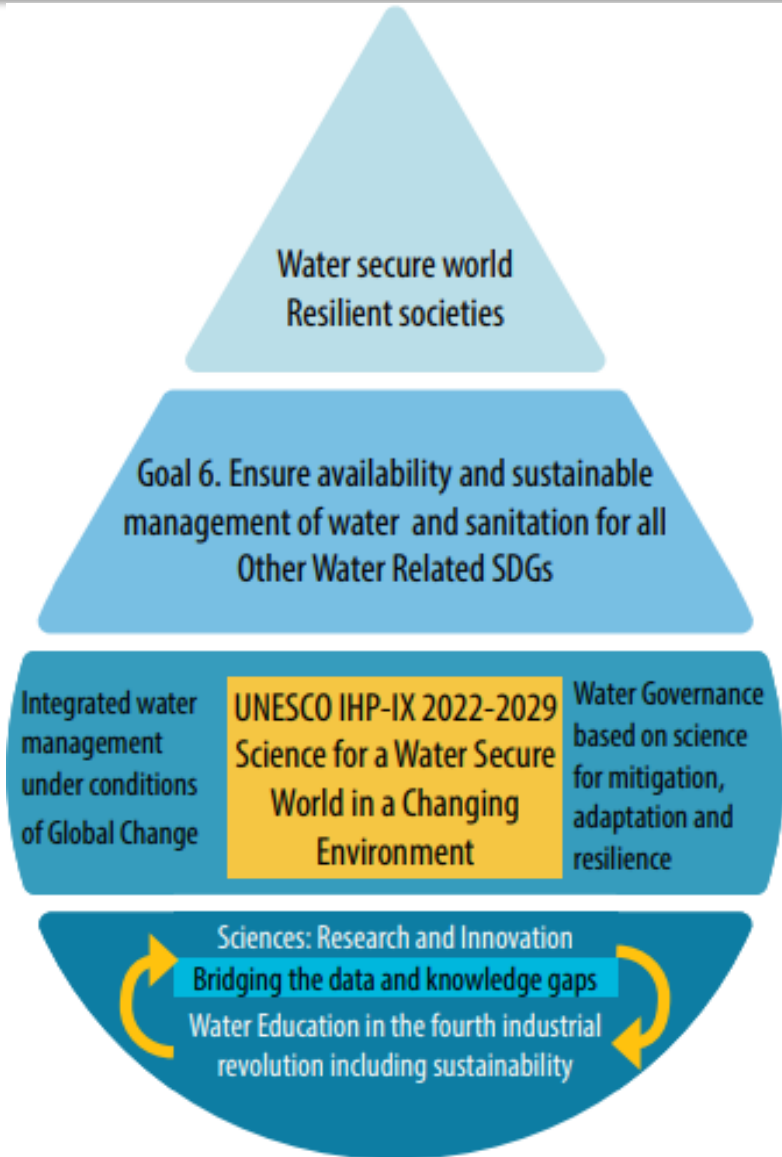 Water secure world
Resilient societies
Goal 6. Ensure availability and sustainable
management of water and sanitation for all
Other Water Related SDGs
Integrated water
management
under conditions
of Global Change
UNESCO IHP-IX 2022-2029
Science for a Water Secure
World in a Changing
Environment
Water Governance
based on science
for mitigation,
adaptation and
resilience
Sciences: Research and Innovation
Bridging the data and knowledge gaps
Water Education in the fourth industrial
revolution including sustainability